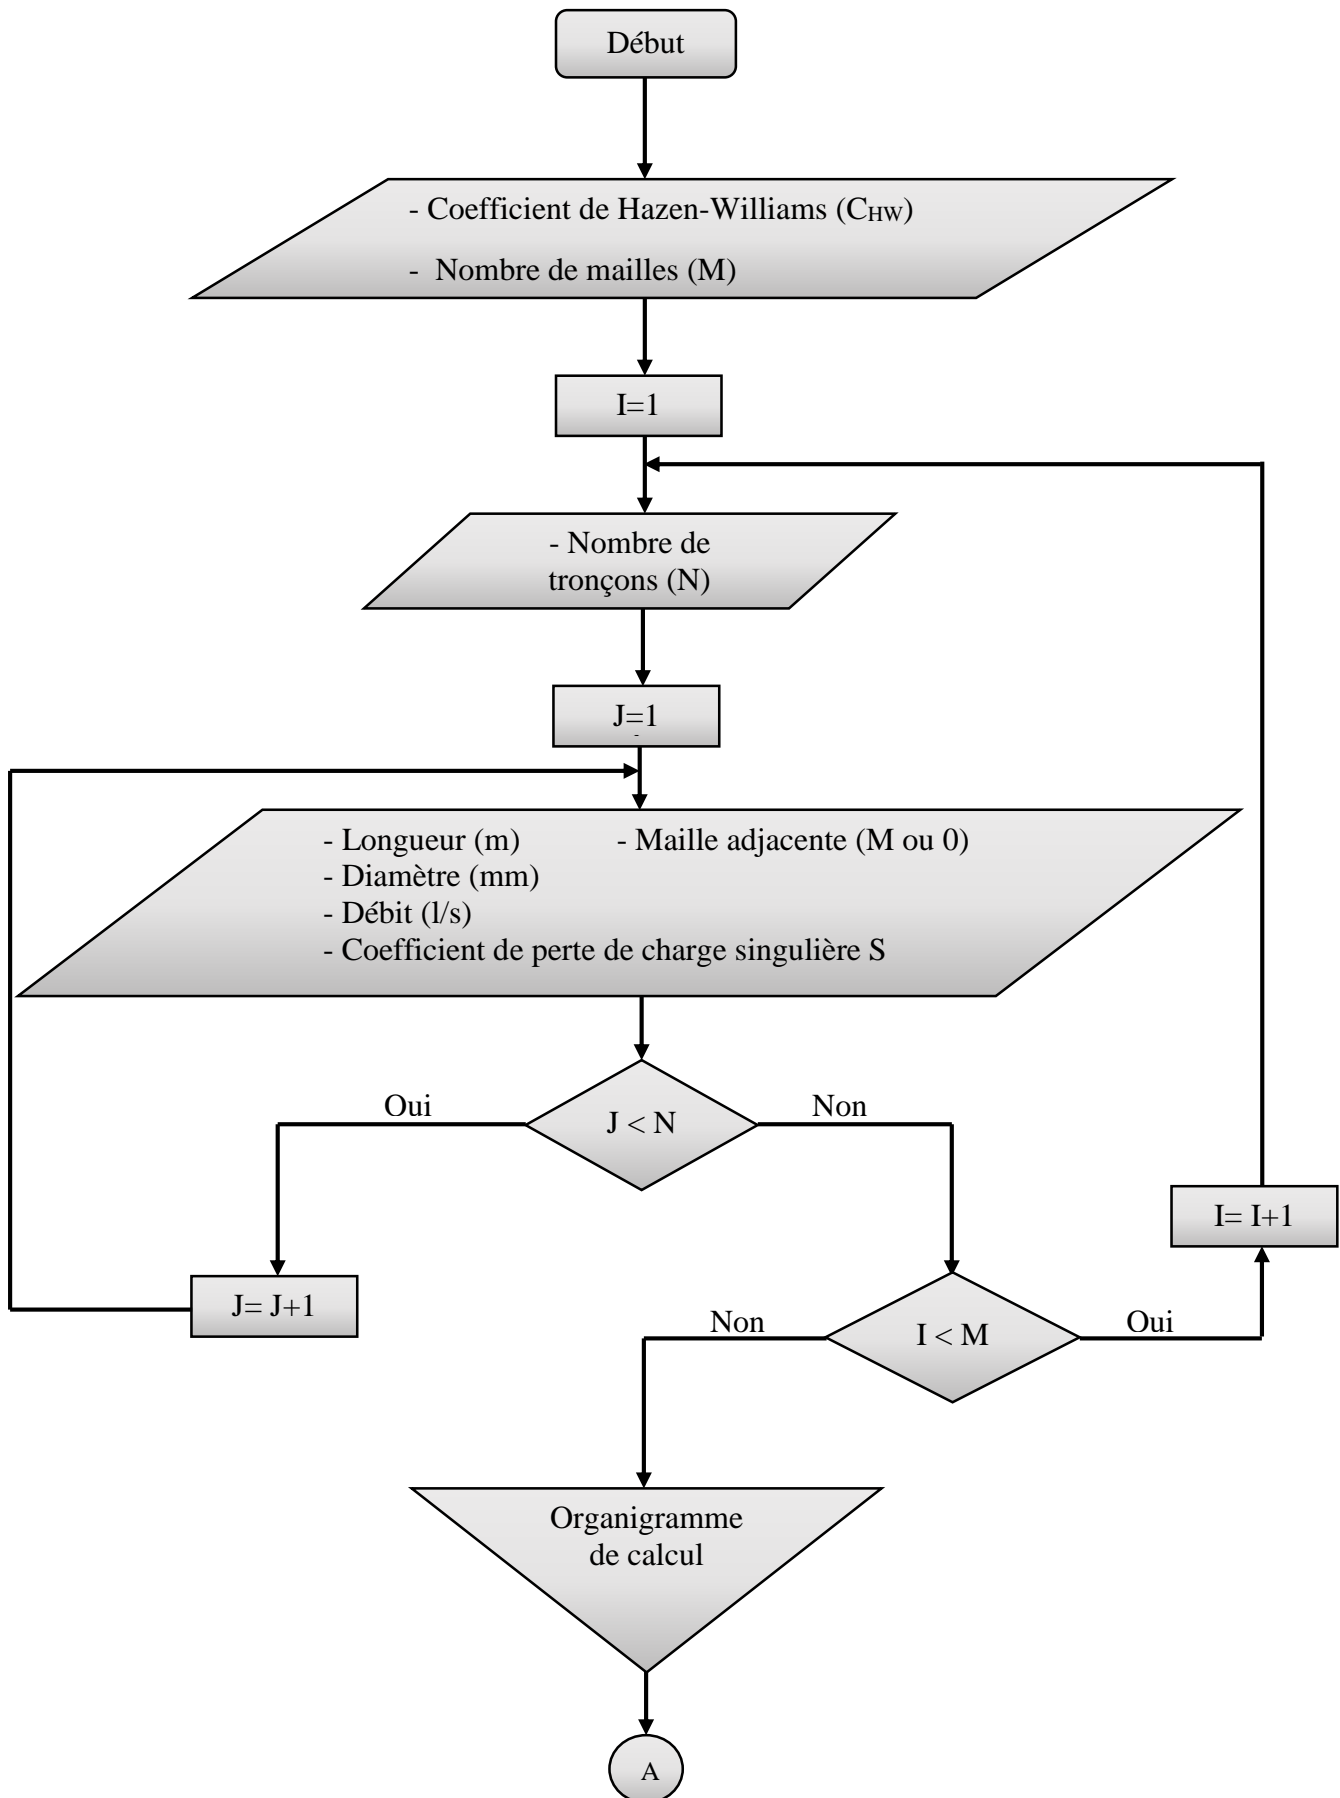 Début
- Coefficient de Hazen-Williams (CHW)
- Nombre de mailles (M)
I=1
- Nombre de
tronçons (N)
J=1
- Longueur (m) - Maille adjacente (M ou 0)
- Diamètre (mm)
- Débit (l/s)
- Coefficient de perte de charge singulière S
Oui
J < N
Non
I= I+1
J= J+1
Non
I < M
Oui
Organigramme
de calcul
A